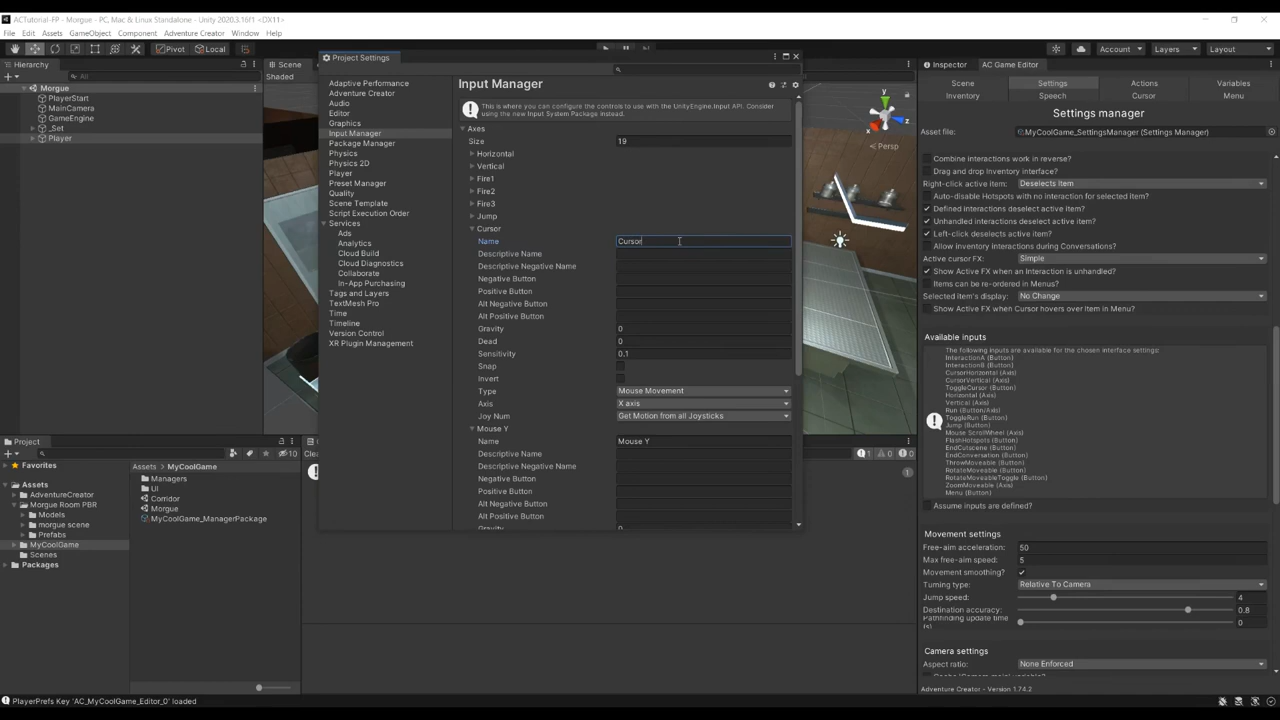 ACTutorial-FP - Morgue - PC, Mac & Linux Standalone - Unity 2020.3.16f1 <DX11>
File Edit Assets GameObject Component Adventure Creator Window Help
Pivot Local Account Layers Layout
Hierarchy
All
Morgue
PlayerStart
MainCamera
GameEngine
_Set
Player
Scene
Shaded
Project Settings
Adaptive Performance
Adventure Creator
Audio
Editor
Graphics
Input Manager
Package Manager
Physics
Physics 2D
Player
Preset Manager
Quality
Scene Template
Script Execution Order
Services
Ads
Analytics
Cloud Build
Cloud Diagnostics
Collaborate
In-App Purchasing
Tags and Layers
TextMesh Pro
Time
Timeline
Version Control
XR Plugin Management
Input Manager
This is where you can configure the controls to use with the UnityEngine.Input API. Consider
using the new Input System Package instead.
Axes
Size 19
Horizontal
Vertical
Fire1
Fire2
Fire3
Jump
Cursor
Name Cursor
Descriptive Name
Descriptive Negative Name
Negative Button
Positive Button
Alt Negative Button
Alt Positive Button
Gravity 0
Dead 0
Sensitivity 0.1
Snap
Invert
Type Mouse Movement
Axis X axis
Joy Num Get Motion from all Joysticks
Mouse Y
Name Mouse Y
Descriptive Name
Descriptive Negative Name
Negative Button
Positive Button
Alt Negative Button
Alt Positive Button
Gravity 0
y
z
Persp
Inspector AC Game Editor
Scene Settings Actions Variables
Inventory Speech Cursor Menu
Settings manager
Asset file: MyCoolGame_SettingsManager (Settings Manager)
Combine interactions work in reverse?
Drag and drop Inventory interface?
Right-click active item: Deselects Item
Auto-disable Hotspots with no interaction for selected item?
Defined interactions deselect active item?
Unhandled interactions deselect active item?
Left-click deselects active item?
Allow inventory interactions during Conversations?
Active cursor FX: Simple
Show Active FX when an Interaction is unhandled?
Items can be re-ordered in Menus?
Selected item's display: No Change
Show Active FX when Cursor hovers over item in Menu?
Available inputs
The following inputs are available for the chosen interface settings:
InteractionA (Button)
InteractionB (Button)
CursorHorizontal (Axis)
CursorVertical (Axis)
ToggleCursor (Button)
Horizontal (Axis)
Vertical (Axis)
Run (Button/Axis)
ToggleRun (Button)
Jump (Button)
Mouse ScrollWheel (Axis)
FlashHotspots (Button)
EndCutscene (Button)
EndConversation (Button)
ThrowMoveable (Button)
RotateMoveable (Button)
RotateMoveableToggle (Button)
ZoomMoveable (Axis)
Menu (Button)
Assume inputs are defined?
Movement settings
Free-aim acceleration: 50
Max free-aim speed: 5
Movement smoothing?
Turning type: Relative To Camera
Jump speed: 4
Destination accuracy: 0.8
Pathfinding update time
(s) 0
Camera settings
Aspect ratio: None Enforced
Adventure Creator - Version 1.74.2
Project
10
Favorites
Assets
AdventureCreator
Morgue Room PBR
Models
morgue scene
Prefabs
MyCoolGame
Scenes
Packages
Assets > MyCoolGame
Managers
UI
Corridor
Morgue
MyCoolGame_ManagerPackage
1 0 0
1
PlayerPrefs Key 'AC_MyCoolGame_Editor_0' loaded